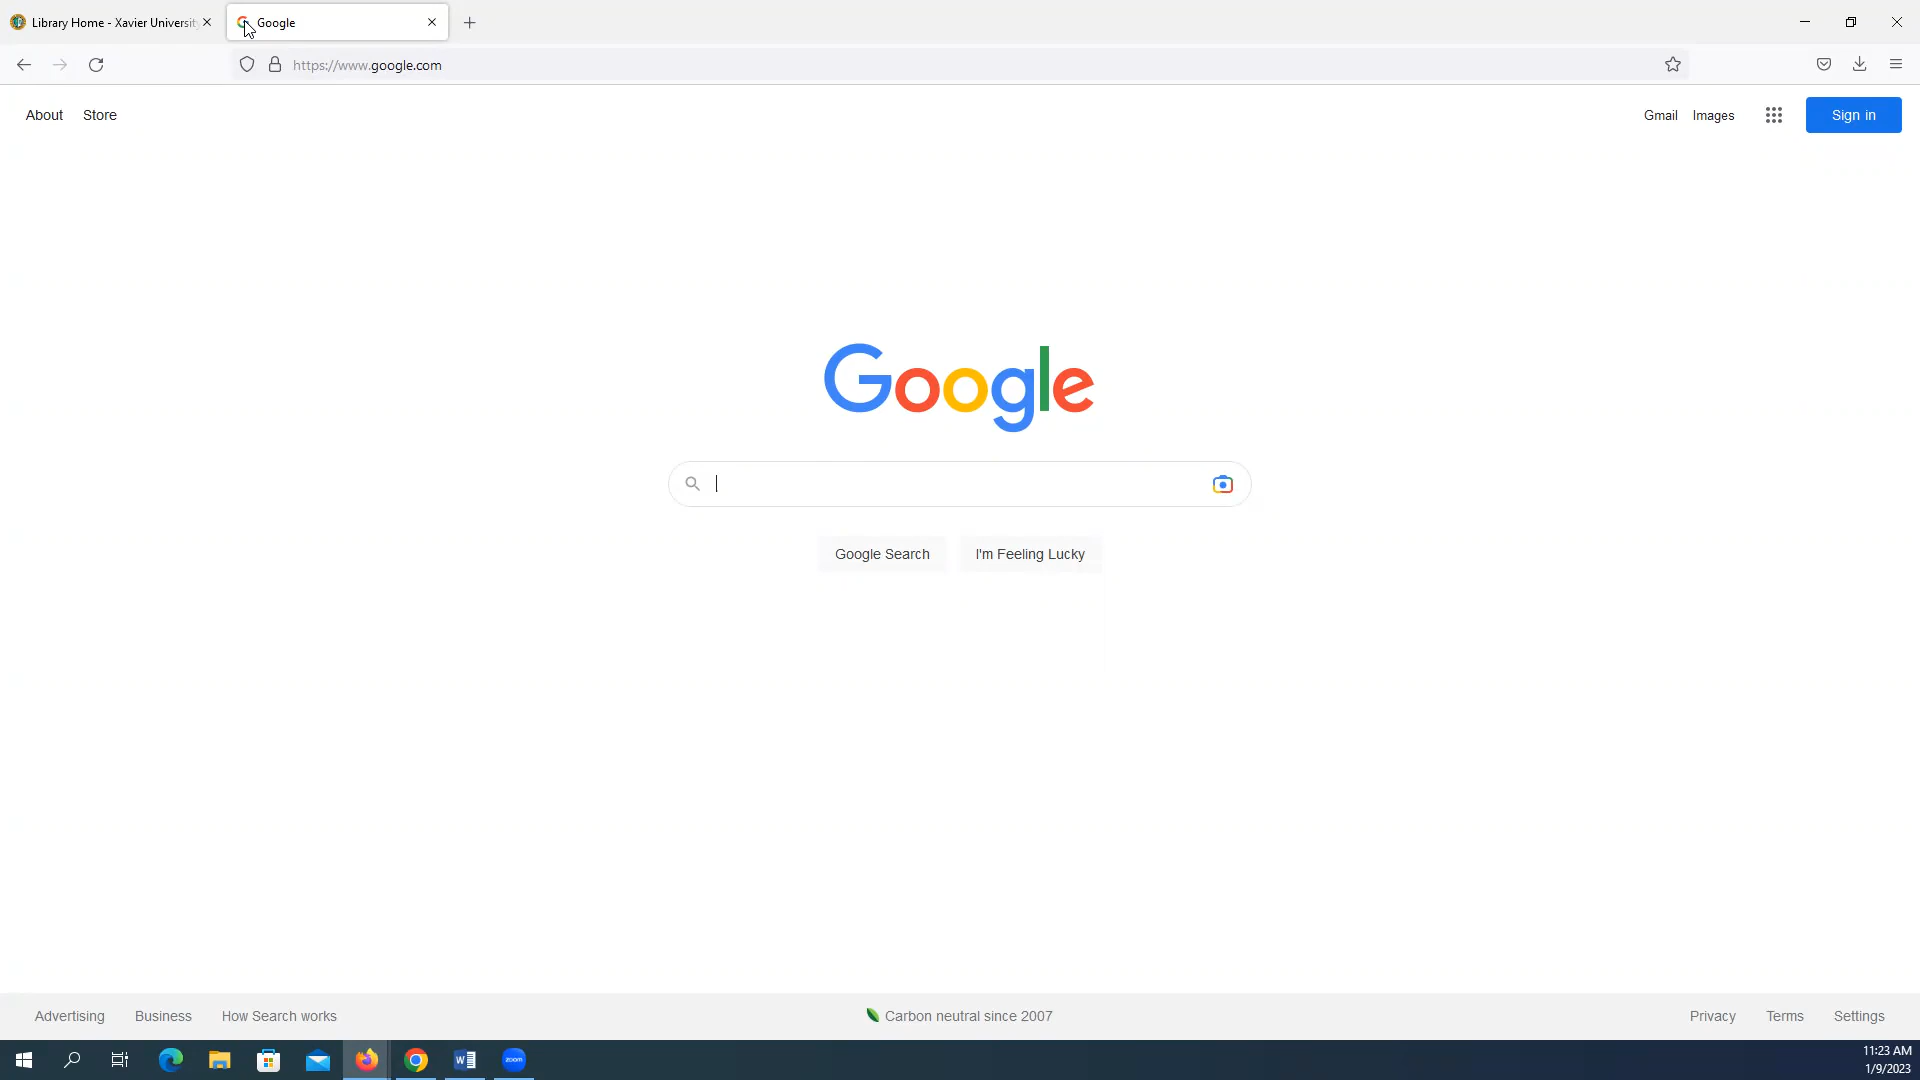 Library Home - Xavier Universit
Google
https://www.google.com
About Store
Gmail Images Sign in
Google
Google Search I'm Feeling Lucky
Advertising Business How Search works
Carbon neutral since 2007
Privacy Terms Settings
zoom
11:23 AM
1/9/2023